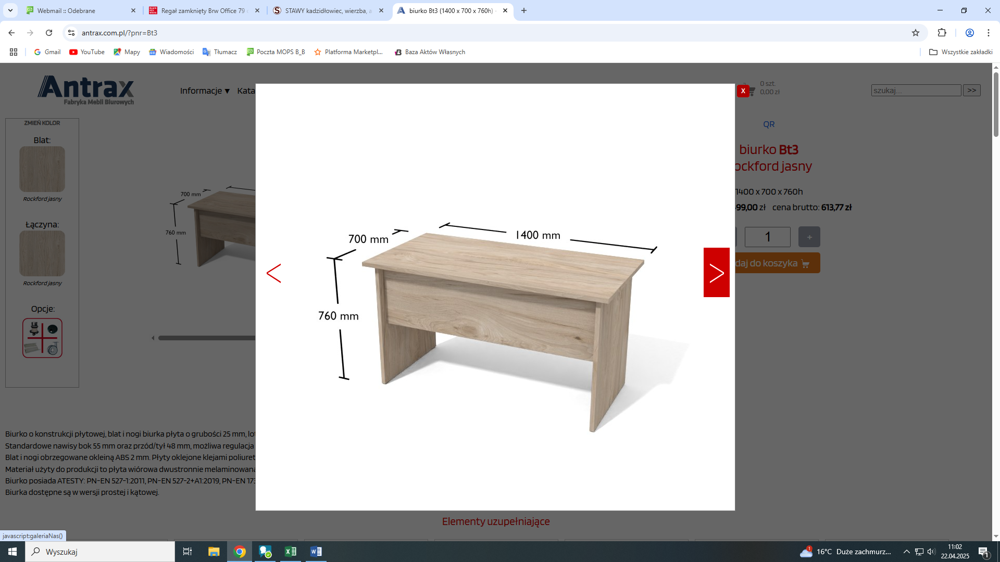 Webmail :: Odebrane
Regał zamknięty Brw Office 79
STAWY kadzidłowiec, wierzba,
biurko Bt3 (1400 x 700 x 760h)
antrax.com.pl/?pnr=Bt3
Gmail
YouTube
Mapy
Wiadomości
Tłumacz
Poczta MOPS B_B
Platforma Marketpl...
Baza Aktów Własnych
Wszystkie zakładki
Antrax
Fabryka Mebli Biurowych
Informacje ▼
Kata
X
0 szt.
0,00 zł
szukaj...
>>
ZMIEŃ KOLOR
Blat:
Rockford jasny
Łączyna:
Rockford jasny
Opcje:
700 mm
760 mm
700 mm
1400 mm
760 mm
QR
biurko Bt3
ockford jasny
1400 x 700 x 760h
99,00 zł cena brutto: 613,77 zł
1
+
daj do koszyka
Biurko o konstrukcji płytowej, blat i nogi biurka płyta o grubości 25 mm, lot
Standardowe nawisy bok 55 mm oraz przód/tył 48 mm, możliwa regulacja
Blat i nogi obrzegowane okleiną ABS 2 mm. Płyty oklejone klejami poliuret
Materiał użyty do produkcji to płyta wiórowa dwustronnie melaminowana
Biurko posiada ATESTY: PN-EN 527-1:2011, PN-EN 527-2+A1:2019, PN-EN 173
Biurka dostępne są w wersji prostej i kątowej.
Elementy uzupełniające
javascript:galeriaNas()
Wyszukaj
1
16°C Duże zachmurz...
11:02
22.04.2025
1